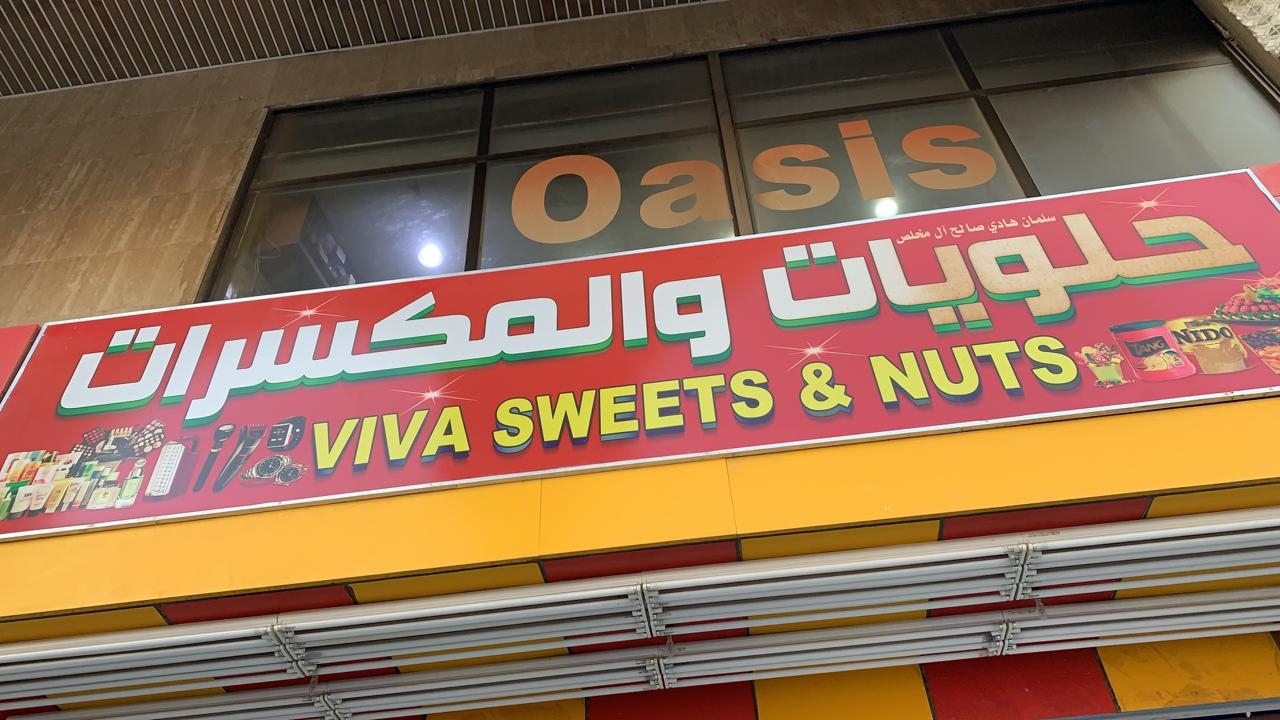 Oasis
سلمان هادي صالح آل مخلص
حلويات والمكسرات
VIVA SWEETS & NUTS
TANG
NIDO